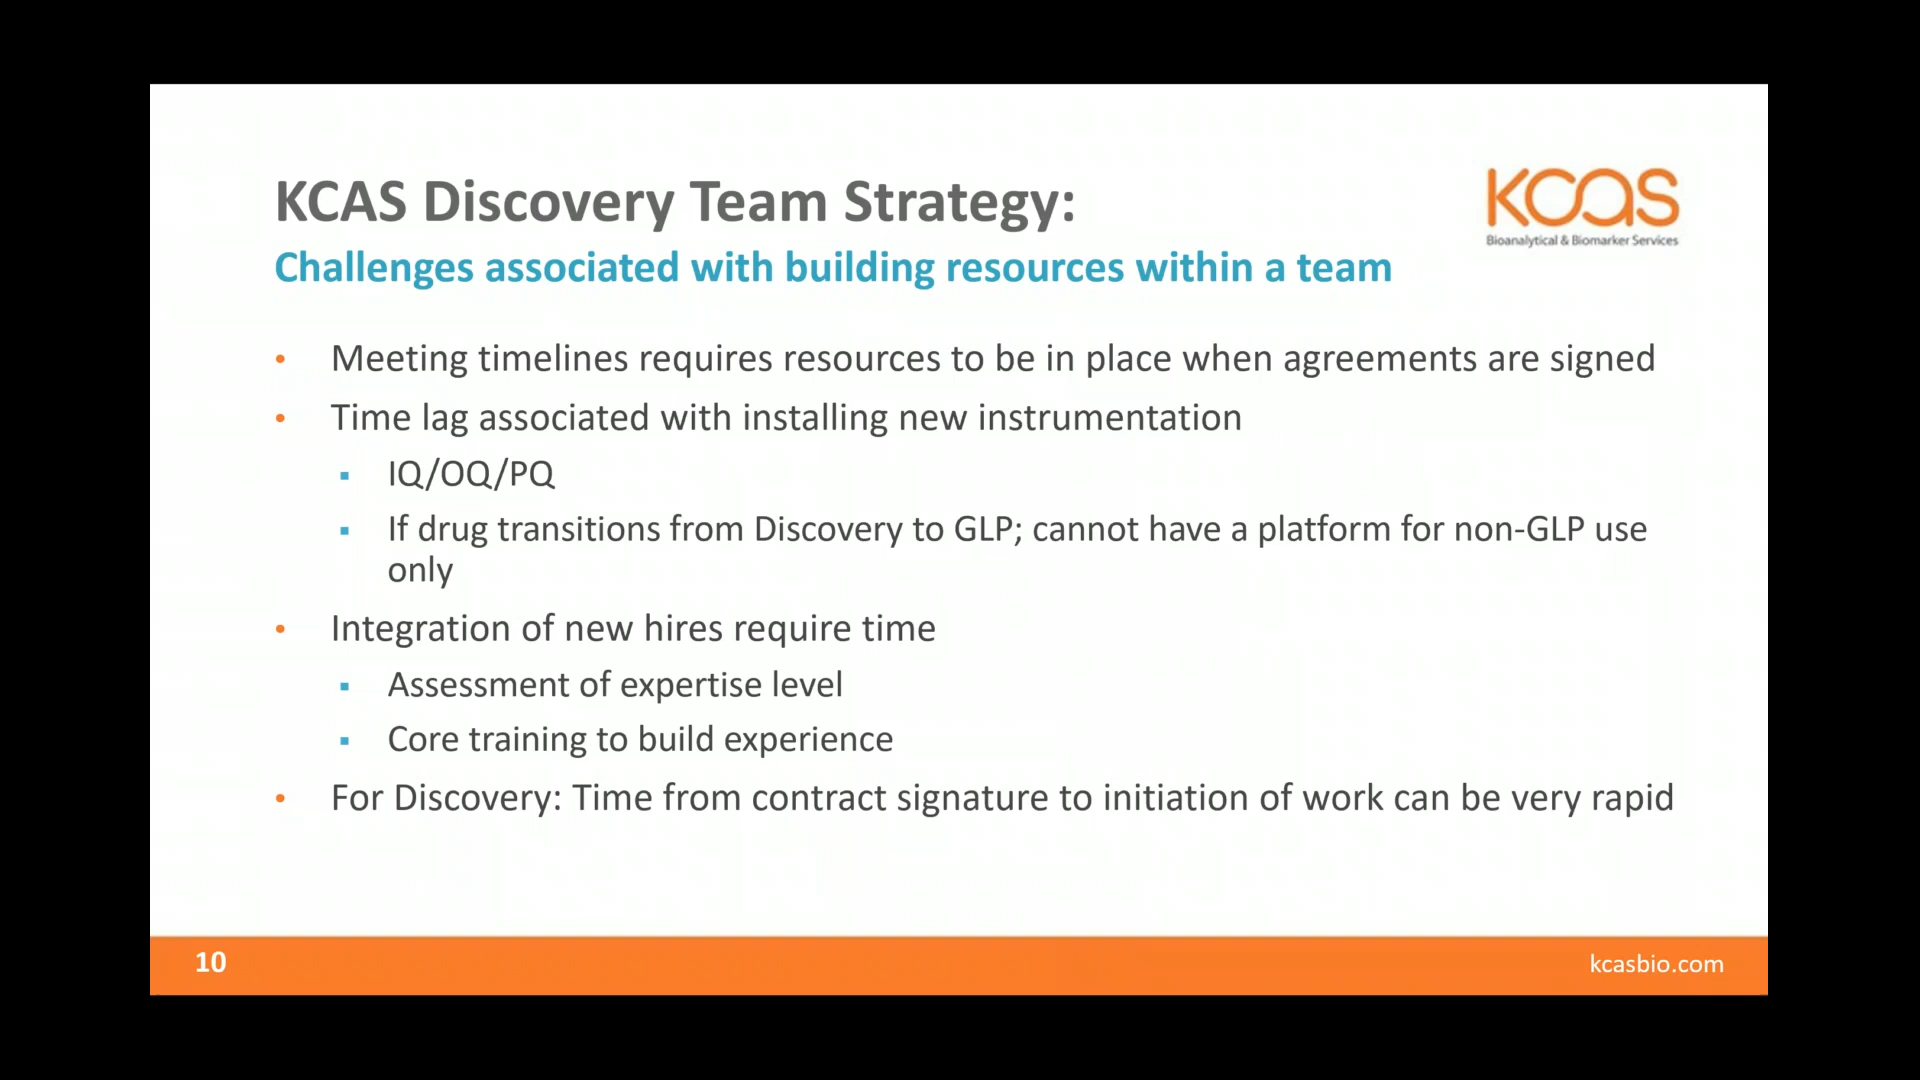 KCAS Discovery Team Strategy:
Challenges associated with building resources within a team
KCAS
Bioanalytical & Biomarker Services
• Meeting timelines requires resources to be in place when agreements are signed
• Time lag associated with installing new instrumentation
▪ IQ/OQ/PQ
▪ If drug transitions from Discovery to GLP; cannot have a platform for non-GLP use
only
• Integration of new hires require time
▪ Assessment of expertise level
▪ Core training to build experience
• For Discovery: Time from contract signature to initiation of work can be very rapid
10
kcasbio.com